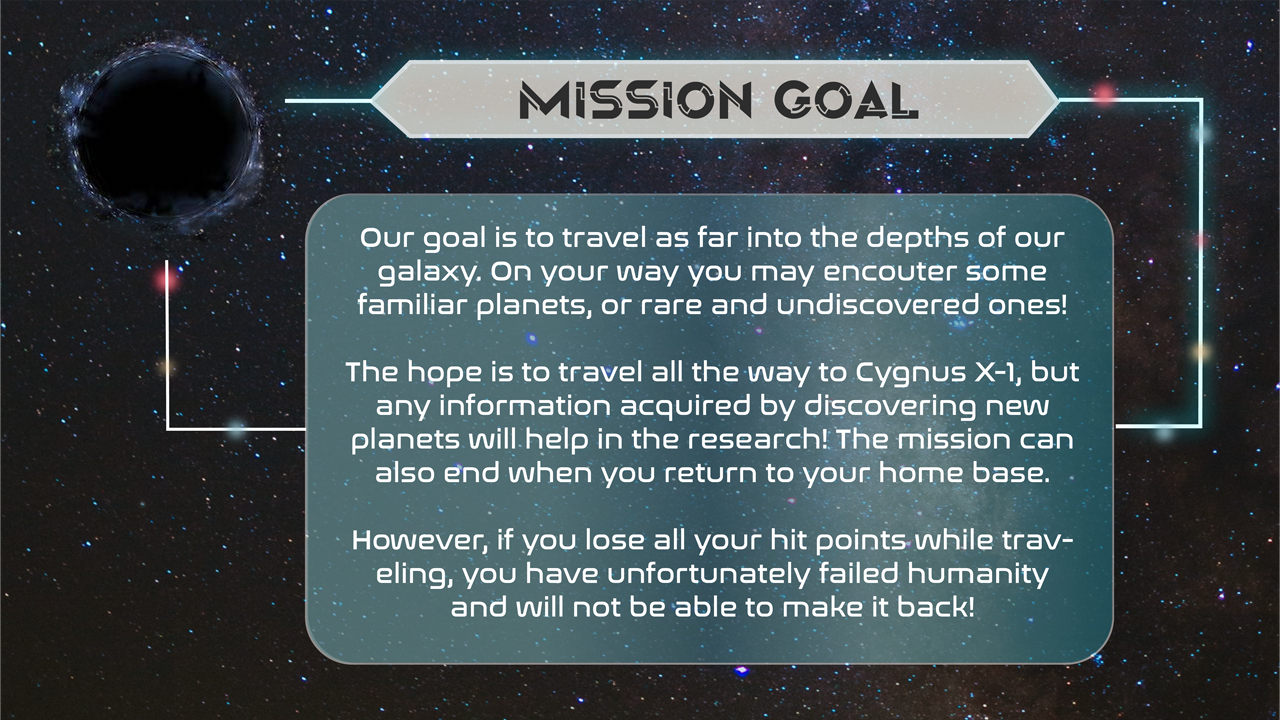 MISSION GOAL
Our goal is to travel as far into the depths of our
galaxy. On your way you may encouter some
familiar planets, or rare and undiscovered ones!
The hope is to travel all the way to Cygnus X-1, but
any information acquired by discovering new
planets will help in the research! The mission can
also end when you return to your home base.
However, if you lose all your hit points while trav-
eling, you have unfortunately failed humanity
and will not be able to make it back!